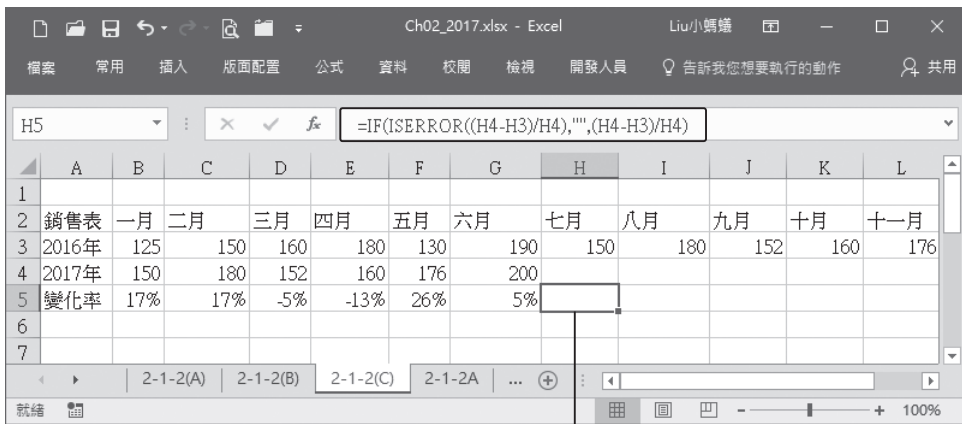 Ch02_2017.xlsx - Excel
Liu小螞蟻
檔案 常用 插入 版面配置 公式 資料 校閱 檢視 開發人員 告訴我您想要執行的動作 共用
H5 fx =IF(ISERROR((H4-H3)/H4),"",(H4-H3)/H4)
A B C D E F G H I J K L
1
2 銷售表 一月 二月 三月 四月 五月 六月 七月 八月 九月 十月 十一月
3 2016年 125 150 160 180 130 190 150 180 152 160 176
4 2017年 150 180 152 160 176 200
5 變化率 17% 17% -5% -13% 26% 5%
6
7
2-1-2(A) 2-1-2(B) 2-1-2(C) 2-1-2A ...
就緒 100%